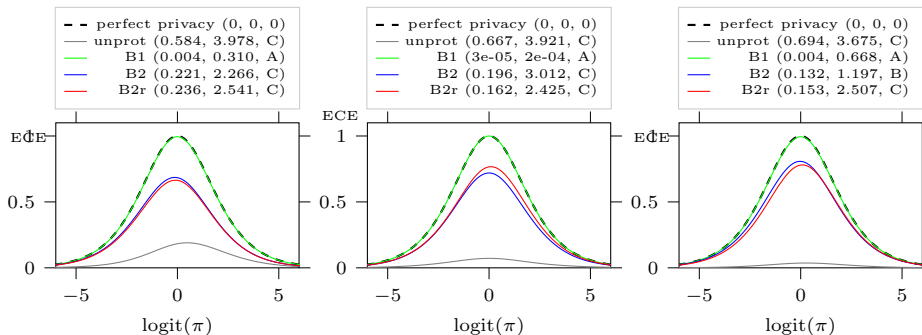 perfect privacy (0, 0, 0)
unprot (0.584, 3.978, C)
B1 (0.004, 0.310, A)
B2 (0.221, 2.266, C)
B2r (0.236, 2.541, C)
ECE
1
0.5
0
−5
0
5
logit(π)
perfect privacy (0, 0, 0)
unprot (0.667, 3.921, C)
B1 (3e-05, 2e-04, A)
B2 (0.196, 3.012, C)
B2r (0.162, 2.425, C)
ECE
1
0.5
0
−5
0
5
logit(π)
perfect privacy (0, 0, 0)
unprot (0.694, 3.675, C)
B1 (0.004, 0.668, A)
B2 (0.132, 1.197, B)
B2r (0.153, 2.507, C)
ECE
1
0.5
0
−5
0
5
logit(π)